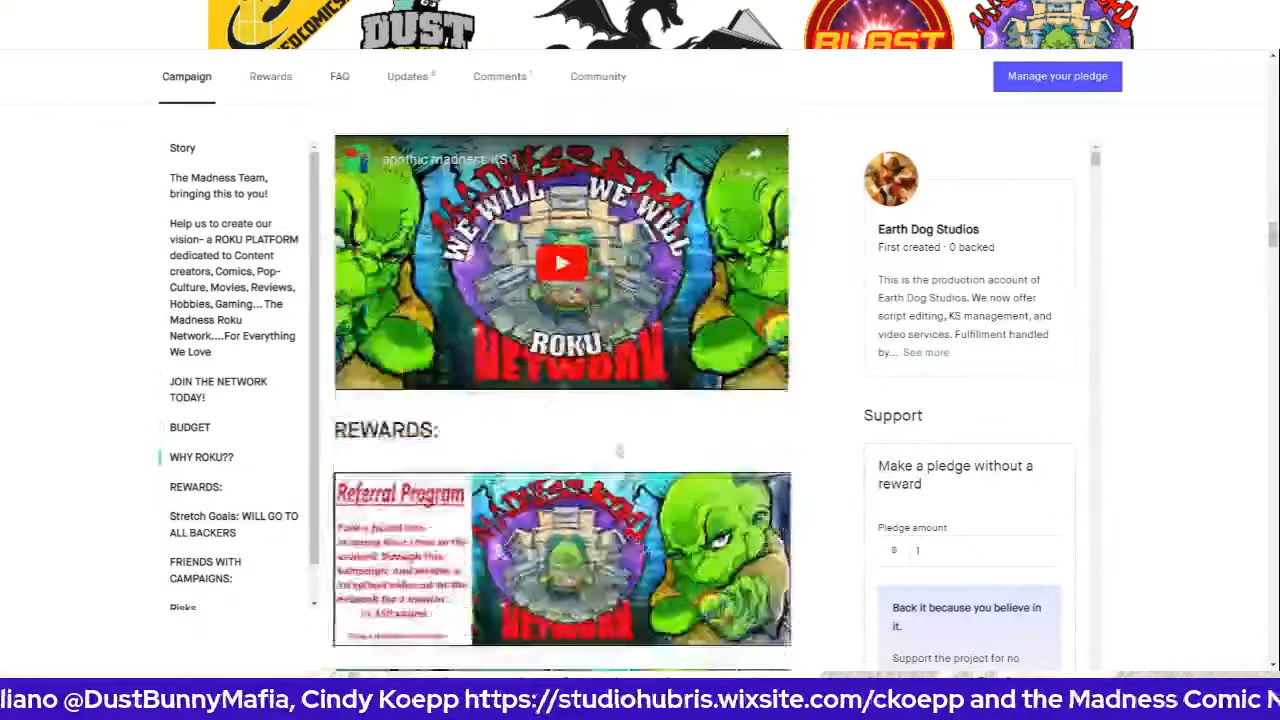 DUST
BLAST
Campaign
Rewards
FAQ
Updates 6
Comments 1
Community
Manage your pledge
Story
The Madness Team,
bringing this to you!
Help us to create our
vision- a ROKU PLATFORM
dedicated to Content
creators, Comics, Pop-
Culture, Movies, Reviews,
Hobbies, Gaming... The
Madness Roku
Network....For Everything
We Love
JOIN THE NETWORK
TODAY!
BUDGET
WHY ROKU??
REWARDS:
Stretch Goals: WILL GO TO
ALL BACKERS
FRIENDS WITH
CAMPAIGNS:
Risks
WE WILL WE WILL
ROKU
NETWORK
REWARDS:
Referral Program
NETWORK
Earth Dog Studios
First created · 0 backed
This is the production account of
Earth Dog Studios. We now offer
script editing, KS management, and
video services. Fulfillment handled
by... See more
Support
Make a pledge without a
reward
Pledge amount
$ 1
Back it because you believe in
it.
Support the project for no
liano @DustBunnyMafia, Cindy Koepp https://studiohubris.wixsite.com/ckoepp and the Madness Comic N